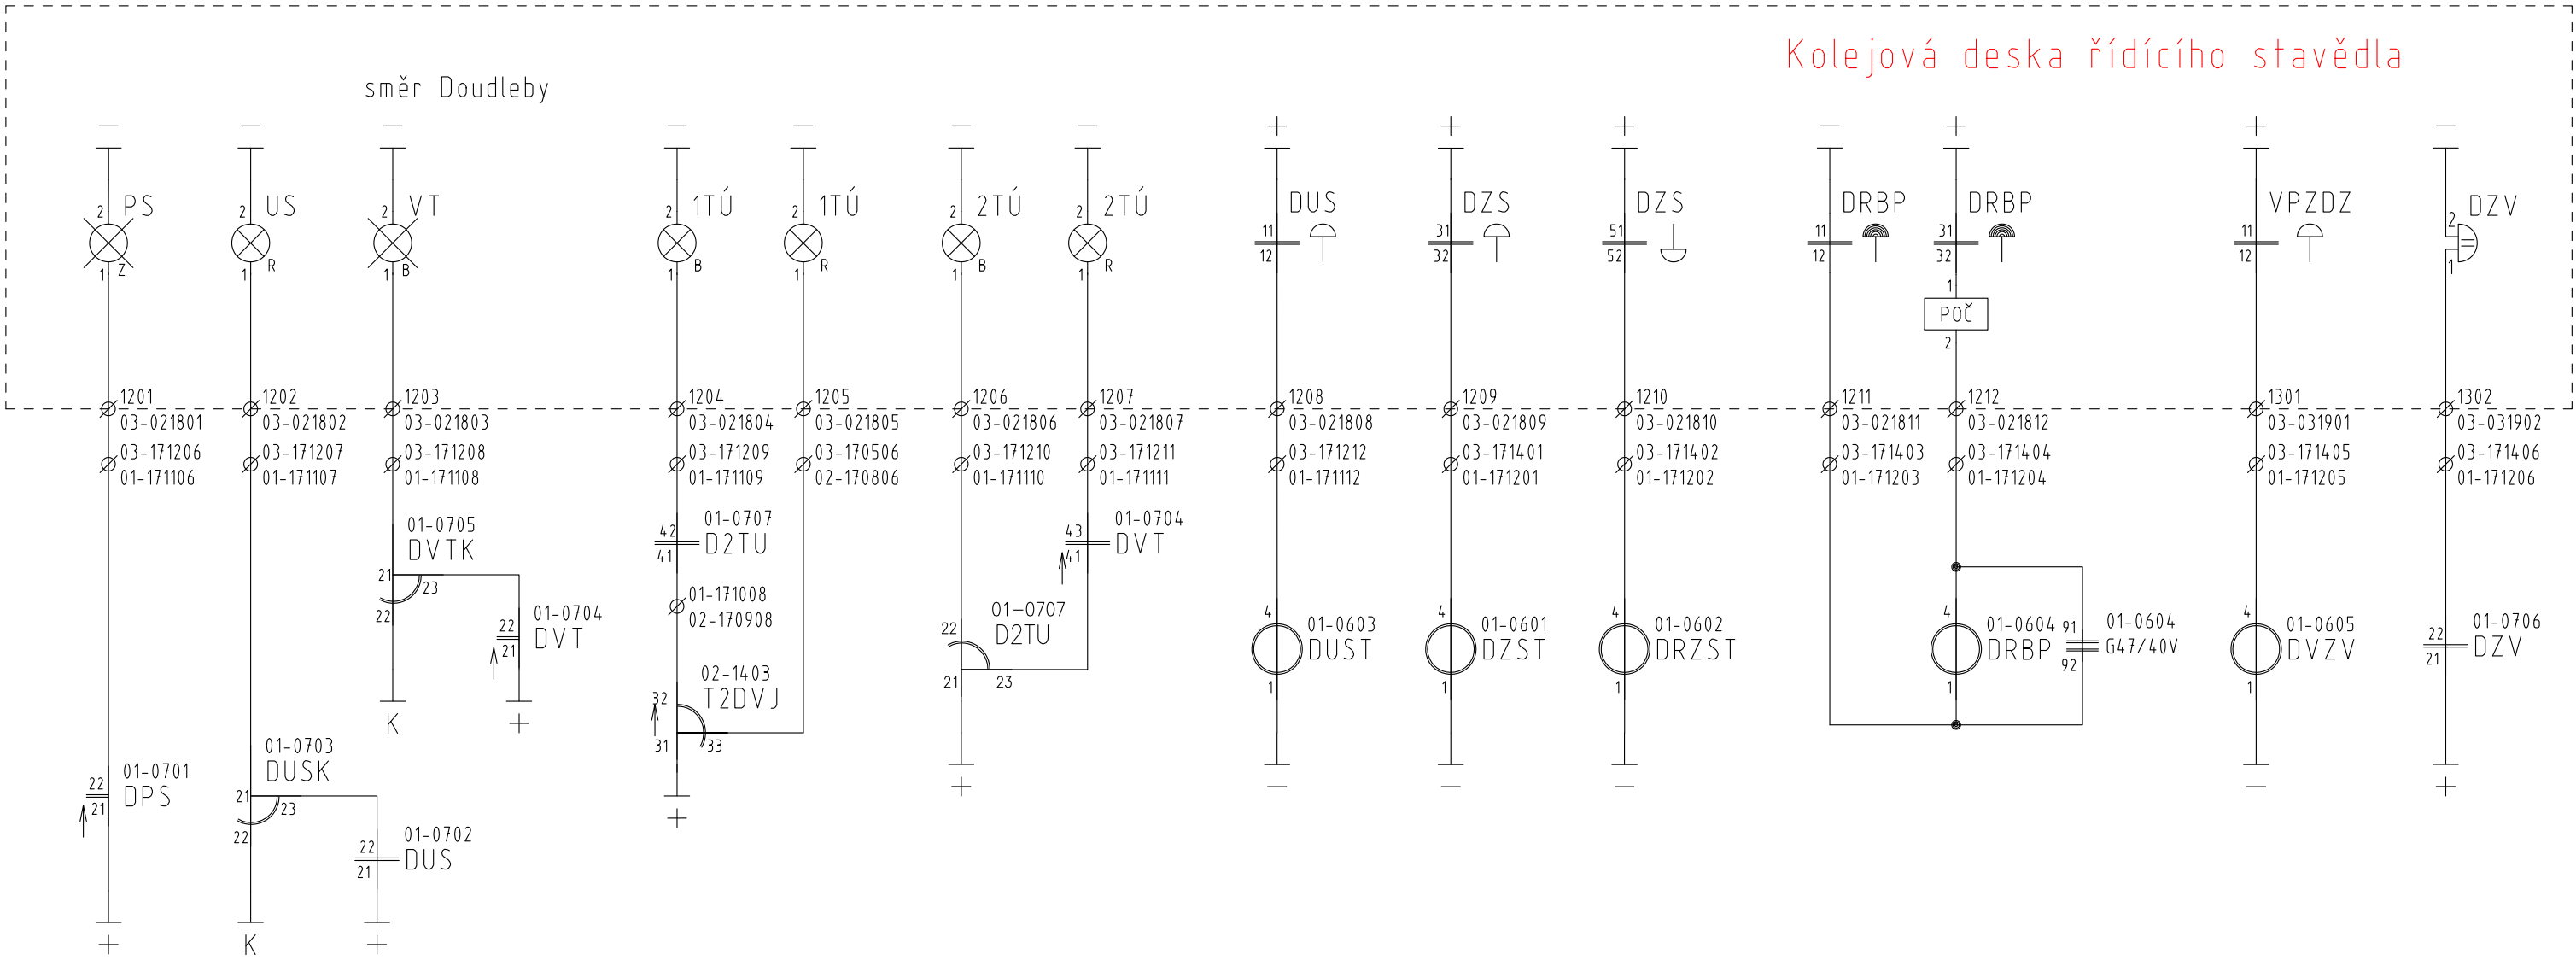 Kolejová deska řídícího stavědla
směr Doudleby
− − − − − − − + + + − + + −
2 PS
1 Z
2 US
1 R
2 VT
1 B
2 1TÚ
1 B
2 1TÚ
1 R
2 2TÚ
1 B
2 2TÚ
1 R
DUS
11
12
DZS
31
32
DZS
51
52
DRBP
11
12
DRBP
31
32
1
POČ
2
VPZDZ
11
12
DZV
2
1
1201
03-021801
03-171206
01-171106
1202
03-021802
03-171207
01-171107
1203
03-021803
03-171208
01-171108
1204
03-021804
03-171209
01-171109
1205
03-021805
03-170506
02-170806
1206
03-021806
03-171210
01-171110
1207
03-021807
03-171211
01-171111
1208
03-021808
03-171212
01-171112
1209
03-021809
03-171401
01-171201
1210
03-021810
03-171402
01-171202
1211
03-021811
03-171403
01-171203
1212
03-021812
03-171404
01-171204
1301
03-031901
03-171405
01-171205
1302
03-031902
03-171406
01-171206
01-0705
DVTK
21
23
22
K
01-0704
22 DVT
21
+
01-0707
42 D2TU
41
01-171008
02-170908
02-1403
32 T2DVJ
31 33
+
01-0704
43 DVT
41
01-0707
22 D2TU
21 23
+
4 01-0603
DUST
1
−
4 01-0601
DZST
1
−
4 01-0602
DRZST
1
−
4 01-0604
DRBP
1
91 01-0604
G47/40V
92
4 01-0605
DVZV
1
−
01-0706
22 DZV
21
+
01-0701
22 DPS
21
+
01-0703
DUSK
21
23
22
K
01-0702
22 DUS
21
+